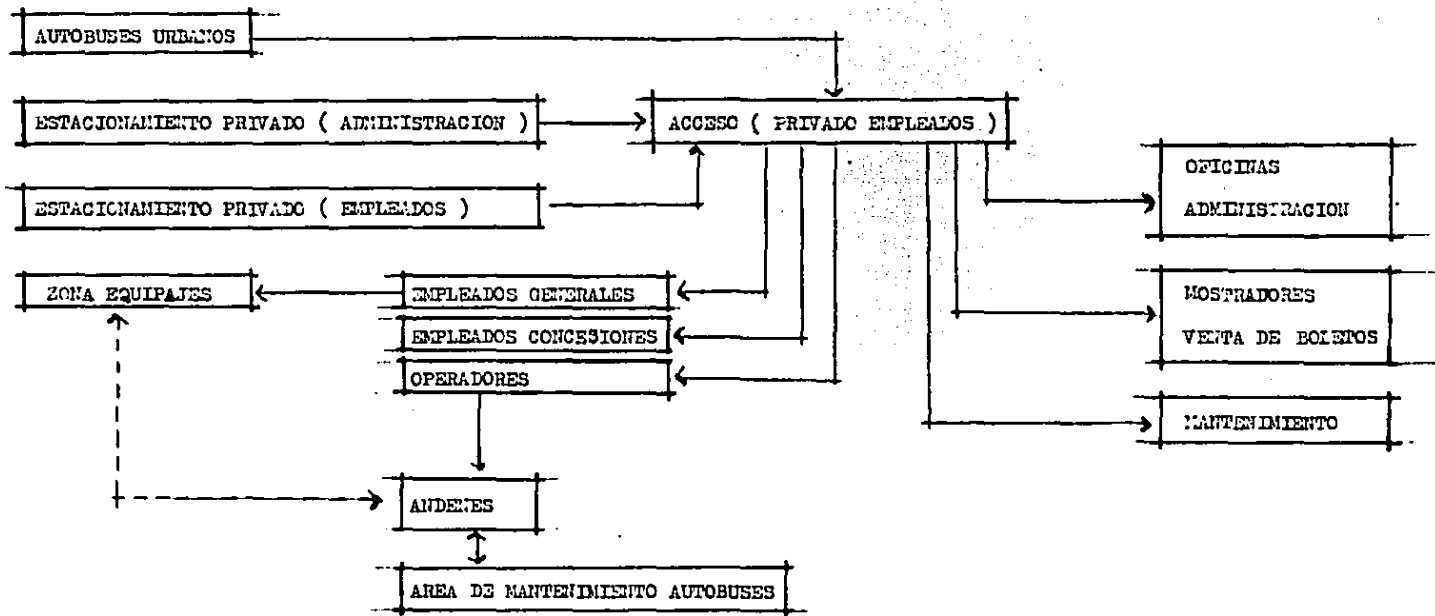 AUTOBUSES URBANOS
ESTACIONAMIENTO PRIVADO ( ADMINISTRACION )
ACCESO ( PRIVADO EMPLEADOS )
OFICINAS
ADMINISTRACION
ESTACIONAMIENTO PRIVADO ( EMPLEADOS )
ZONA EQUIPAJES
EMPLEADOS GENERALES
MOSTRADORES
VENTA DE BOLETOS
EMPLEADOS CONCESIONES
OPERADORES
MANTENIMIENTO
ANDENES
AREA DE MANTENIMIENTO AUTOBUSES